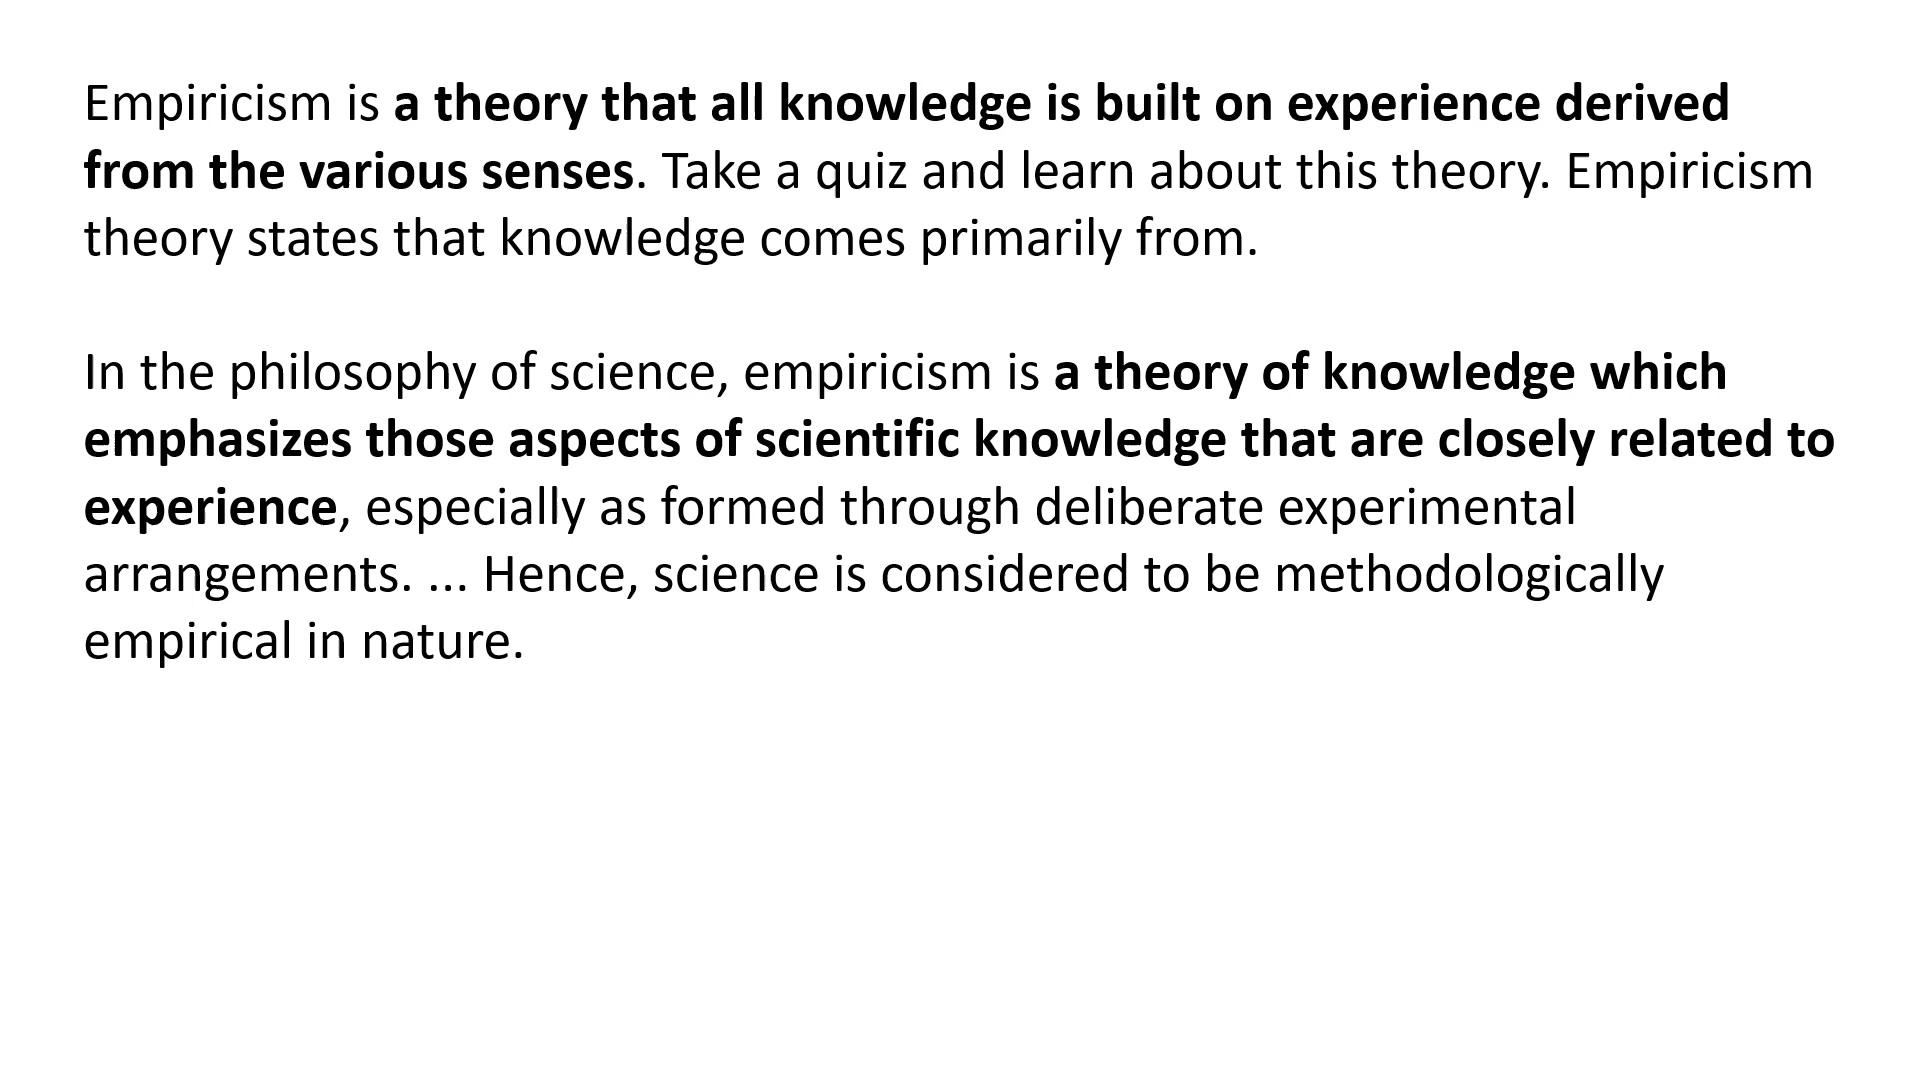 Empiricism is a theory that all knowledge is built on experience derived
from the various senses. Take a quiz and learn about this theory. Empiricism
theory states that knowledge comes primarily from.
In the philosophy of science, empiricism is a theory of knowledge which
emphasizes those aspects of scientific knowledge that are closely related to
experience, especially as formed through deliberate experimental
arrangements. ... Hence, science is considered to be methodologically
empirical in nature.